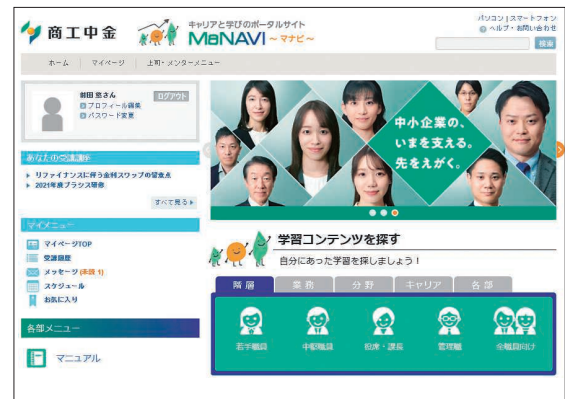 商工中金
キャリアと学びのポータルサイト
MaNAVI ～マナビ～
パソコン | スマートフォン
ヘルプ・お問い合わせ
検索
ホーム
マイページ
上司・メンターメニュー
前田 悠さん
ログアウト
プロフィール編集
パスワード変更
あなたの受講講座
リファイナンスに伴う金利スワップの留意点
2021年度プラシス研修
すべて見る
マイメニュー
マイページTOP
受講履歴
メッセージ (未読 1)
スケジュール
お気に入り
各部メニュー
マニュアル
中小企業の、
いまを支える。
先をえがく。
学習コンテンツを探す
自分にあった学習を探しましょう！
階層
業務
分野
キャリア
各部
若手職員
中堅職員
役席・課長
管理職
全職員向け